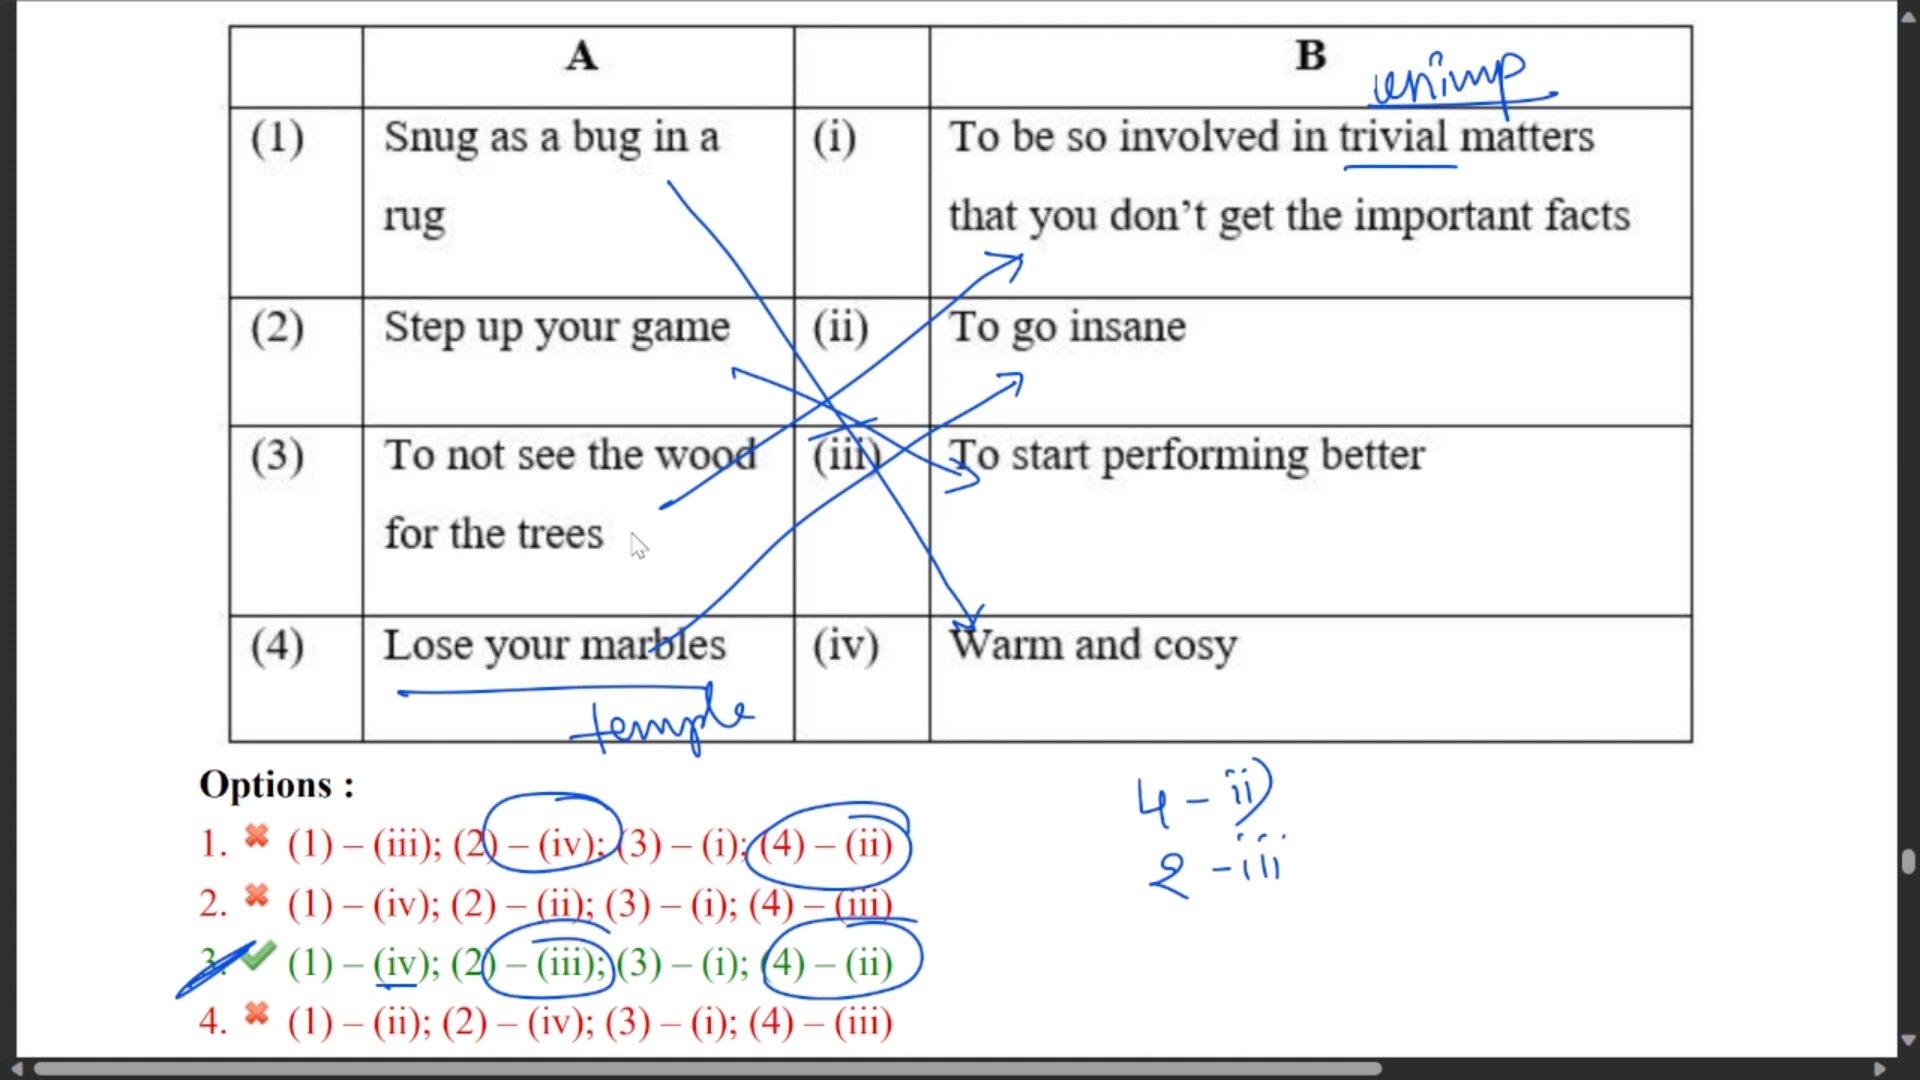 A B
unimp
(1) Snug as a bug in a (i) To be so involved in trivial matters
rug that you don’t get the important facts
(2) Step up your game (ii) To go insane
(3) To not see the wood (iii) To start performing better
for the trees
(4) Lose your marbles (iv) Warm and cosy
temple
Options :
4 - ii)
1. (1) – (iii); (2) – (iv); (3) – (i); (4) – (ii)
2 - iii
2. (1) – (iv); (2) – (ii); (3) – (i); (4) – (iii)
3. (1) – (iv); (2) – (iii); (3) – (i); (4) – (ii)
4. (1) – (ii); (2) – (iv); (3) – (i); (4) – (iii)